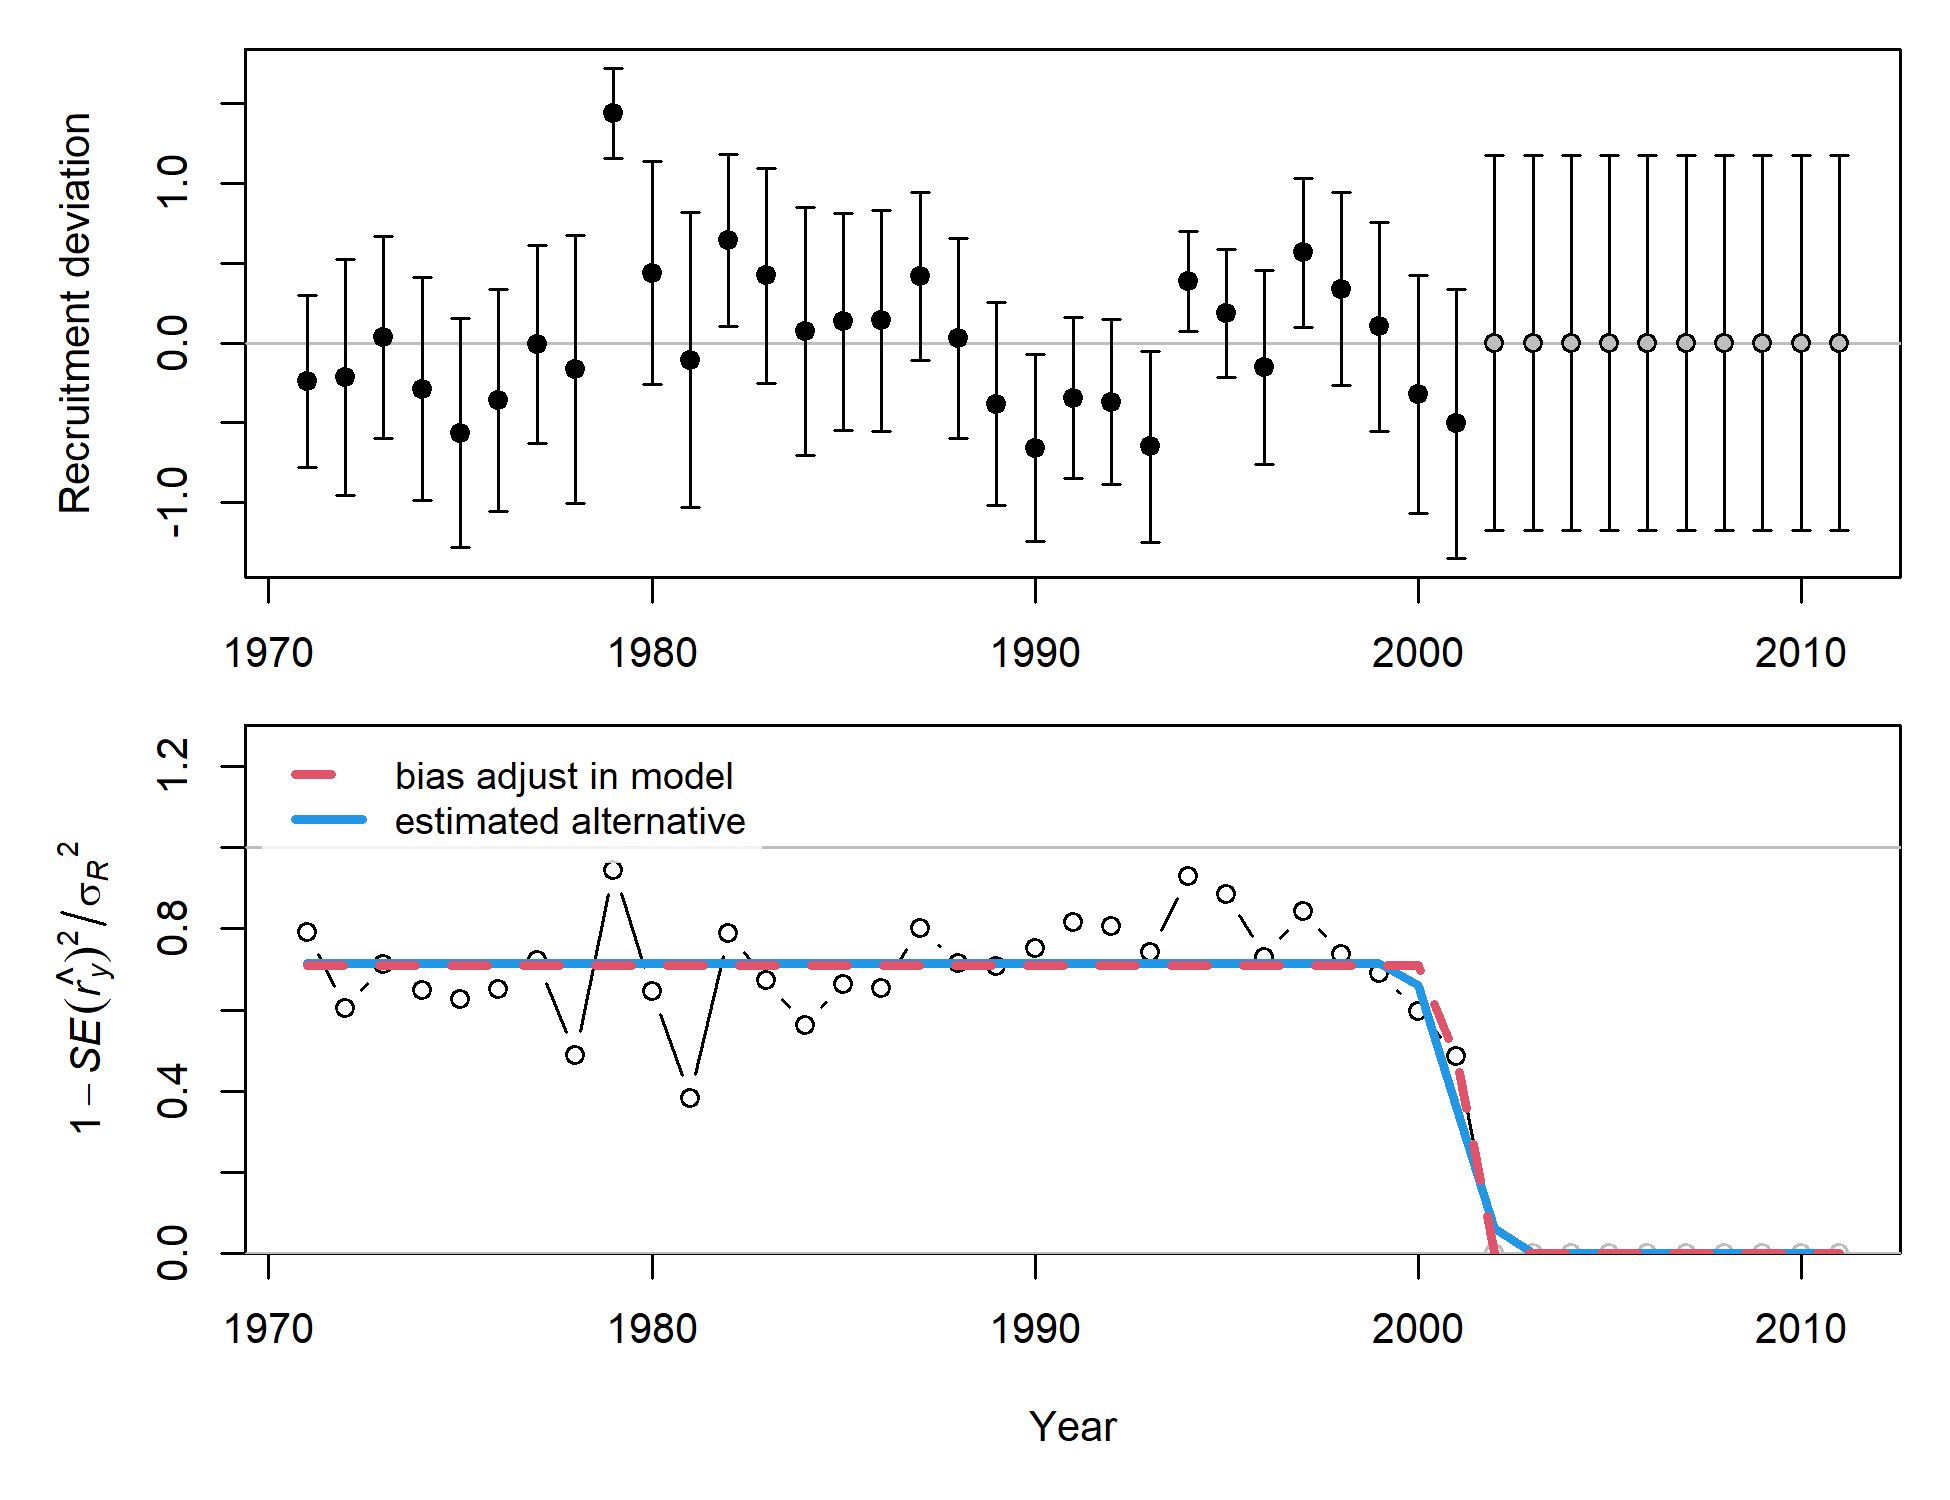 Recruitment deviation
1.0
0.0
-1.0
1970 1980 1990 2000 2010
bias adjust in model
estimated alternative
1 − SE(r̂y)² / σR²
1.2
0.8
0.4
0.0
1970 1980 1990 2000 2010
Year